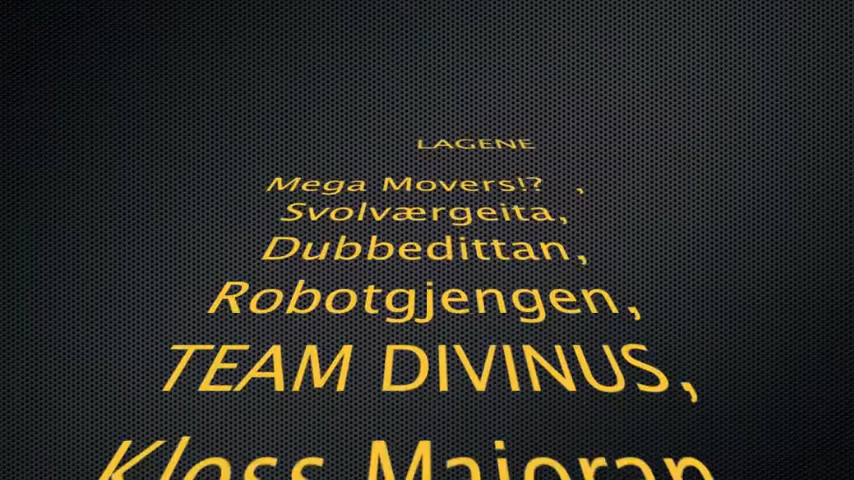 LAGENE
Mega Movers!? ,
Svolværgeita,
Dubbedittan,
Robotgjengen,
TEAM DIVINUS,